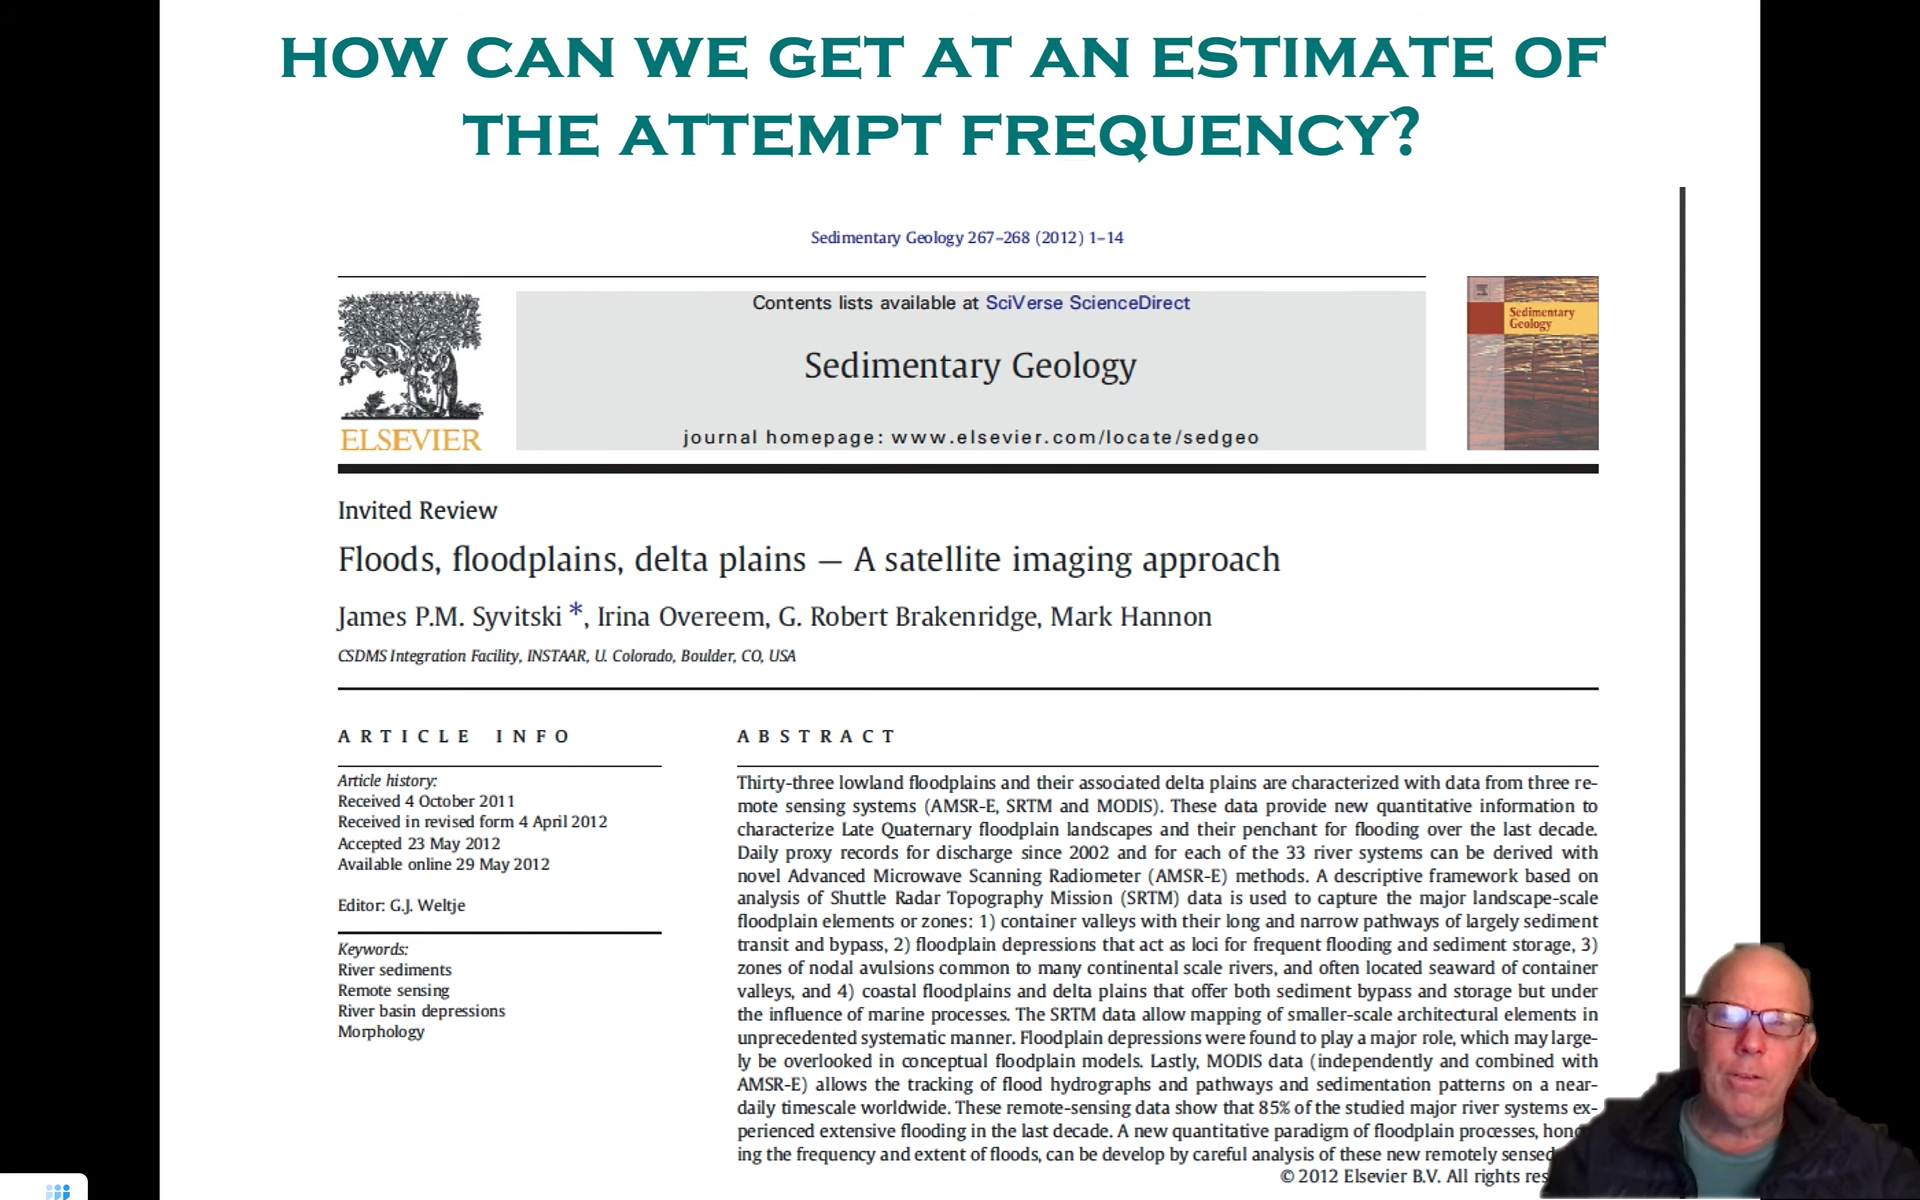 HOW CAN WE GET AT AN ESTIMATE OF
THE ATTEMPT FREQUENCY?
Sedimentary Geology 267–268 (2012) 1–14
Contents lists available at SciVerse ScienceDirect
Sedimentary Geology
journal homepage: www.elsevier.com/locate/sedgeo
ELSEVIER
Sedimentary
Geology
Invited Review
Floods, floodplains, delta plains — A satellite imaging approach
James P.M. Syvitski *, Irina Overeem, G. Robert Brakenridge, Mark Hannon
CSDMS Integration Facility, INSTAAR, U. Colorado, Boulder, CO, USA
ARTICLE INFO
Article history:
Received 4 October 2011
Received in revised form 4 April 2012
Accepted 23 May 2012
Available online 29 May 2012
Editor: G.J. Weltje
Keywords:
River sediments
Remote sensing
River basin depressions
Morphology
ABSTRACT
Thirty-three lowland floodplains and their associated delta plains are characterized with data from three re-
mote sensing systems (AMSR-E, SRTM and MODIS). These data provide new quantitative information to
characterize Late Quaternary floodplain landscapes and their penchant for flooding over the last decade.
Daily proxy records for discharge since 2002 and for each of the 33 river systems can be derived with
novel Advanced Microwave Scanning Radiometer (AMSR-E) methods. A descriptive framework based on
analysis of Shuttle Radar Topography Mission (SRTM) data is used to capture the major landscape-scale
floodplain elements or zones: 1) container valleys with their long and narrow pathways of largely sediment
transit and bypass, 2) floodplain depressions that act as loci for frequent flooding and sediment storage, 3)
zones of nodal avulsions common to many continental scale rivers, and often located seaward of container
valleys, and 4) coastal floodplains and delta plains that offer both sediment bypass and storage but under
the influence of marine processes. The SRTM data allow mapping of smaller-scale architectural elements in
unprecedented systematic manner. Floodplain depressions were found to play a major role, which may large-
ly be overlooked in conceptual floodplain models. Lastly, MODIS data (independently and combined with
AMSR-E) allows the tracking of flood hydrographs and pathways and sedimentation patterns on a near-
daily timescale worldwide. These remote-sensing data show that 85% of the studied major river systems ex-
perienced extensive flooding in the last decade. A new quantitative paradigm of floodplain processes,
ing the frequency and extent of floods, can be develop by careful analysis of these new remotely sensed
© 2012 Elsevier B.V. All rights